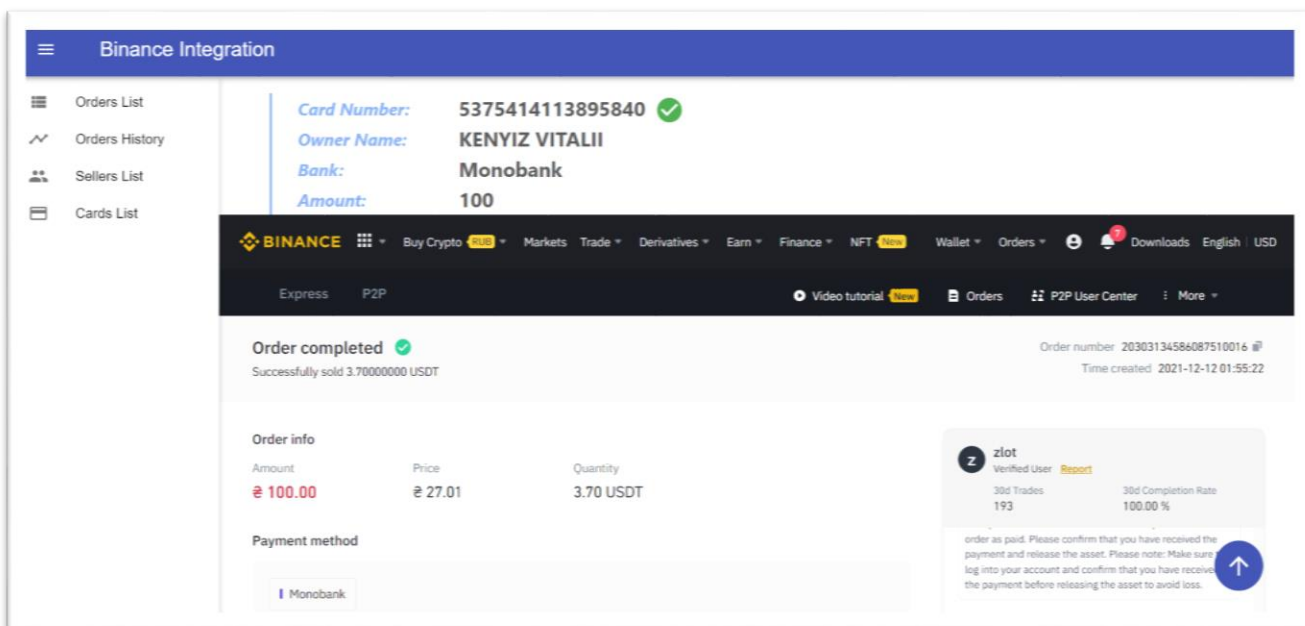 Binance Integration
Orders List
Orders History
Sellers List
Cards List
Card Number: 5375414113895840
Owner Name: KENYIZ VITALII
Bank: Monobank
Amount: 100
BINANCE Buy Crypto RUB Markets Trade Derivatives Earn Finance NFT New Wallet Orders 7 Downloads English | USD
Express P2P Video tutorial New Orders P2P User Center More
Order completed
Successfully sold 3.70000000 USDT
Order number 20303134586087510016
Time created 2021-12-12 01:55:22
Order info
Amount Price Quantity
₴ 100.00 ₴ 27.01 3.70 USDT
Payment method
Monobank
z
zlot
Verified User Report
30d Trades 30d Completion Rate
193 100.00 %
order as paid. Please confirm that you have received the
payment and release the asset. Please note: Make sure
log into your account and confirm that you have
the payment before releasing the asset to avoid loss.